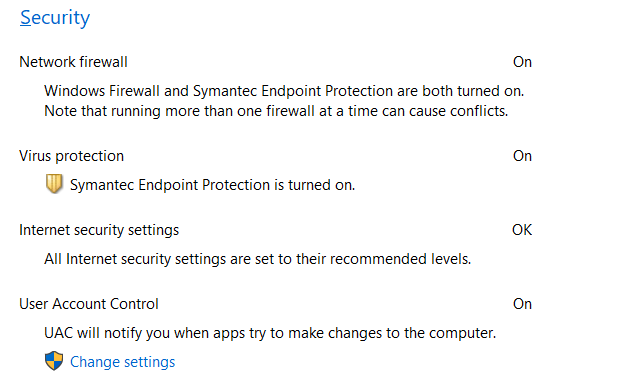 Security
Network firewall On
Windows Firewall and Symantec Endpoint Protection are both turned on.
Note that running more than one firewall at a time can cause conflicts.
Virus protection On
Symantec Endpoint Protection is turned on.
Internet security settings OK
All Internet security settings are set to their recommended levels.
User Account Control On
UAC will notify you when apps try to make changes to the computer.
Change settings